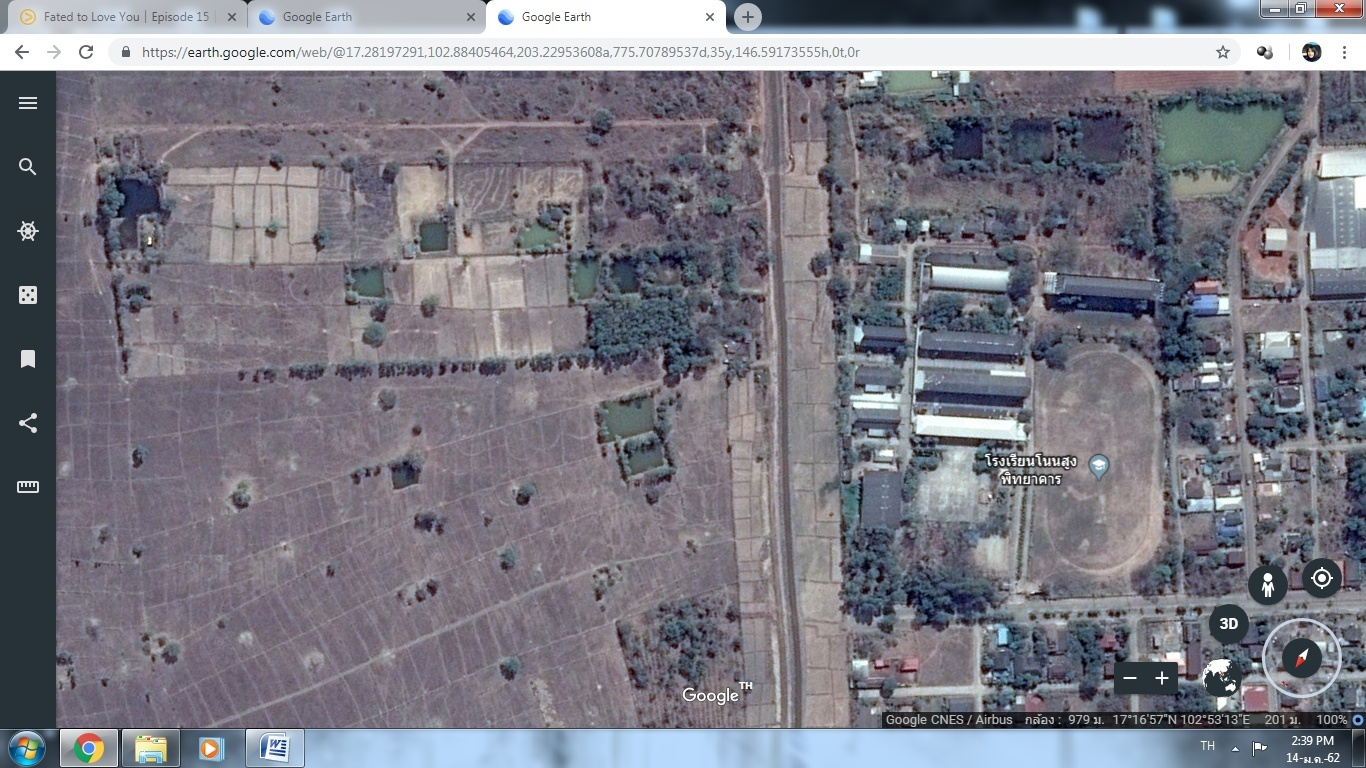 Fated to Love You | Episode 15
Google Earth
Google Earth
https://earth.google.com/web/@17.28197291,102.88405464,203.22953608a,775.70789537d,35y,146.59173555h,0t,0r
โรงเรียนโนนสูง
พิทยาคาร
3D
Google TH
Google CNES / Airbus กล้อง : 979 ม. 17°16'57"N 102°53'13"E 201 ม. 100%
TH
2:39 PM
14-ม.ค.-62